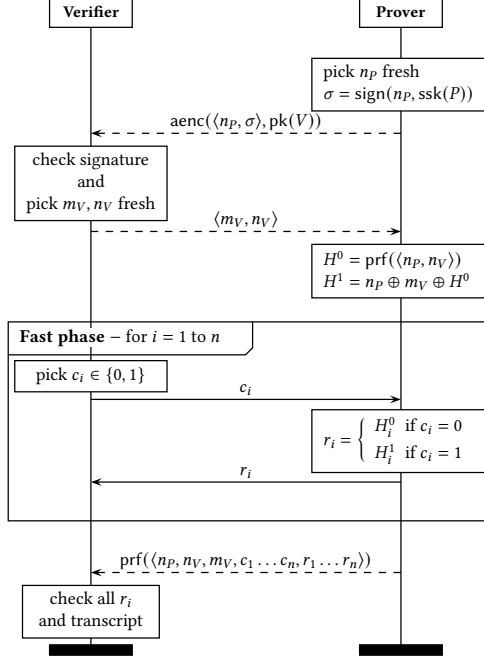 Verifier
Prover
pick n_P fresh
σ = sign(n_P, ssk(P))
aenc(⟨n_P, σ⟩, pk(V))
check signature
and
pick m_V, n_V fresh
⟨m_V, n_V⟩
H^0 = prf(⟨n_P, n_V⟩)
H^1 = n_P ⊕ m_V ⊕ H^0
Fast phase – for i = 1 to n
pick c_i ∈ {0, 1}
c_i
r_i = { H_i^0 if c_i = 0
H_i^1 if c_i = 1
r_i
prf(⟨n_P, n_V, m_V, c_1 … c_n, r_1 … r_n⟩)
check all r_i
and transcript